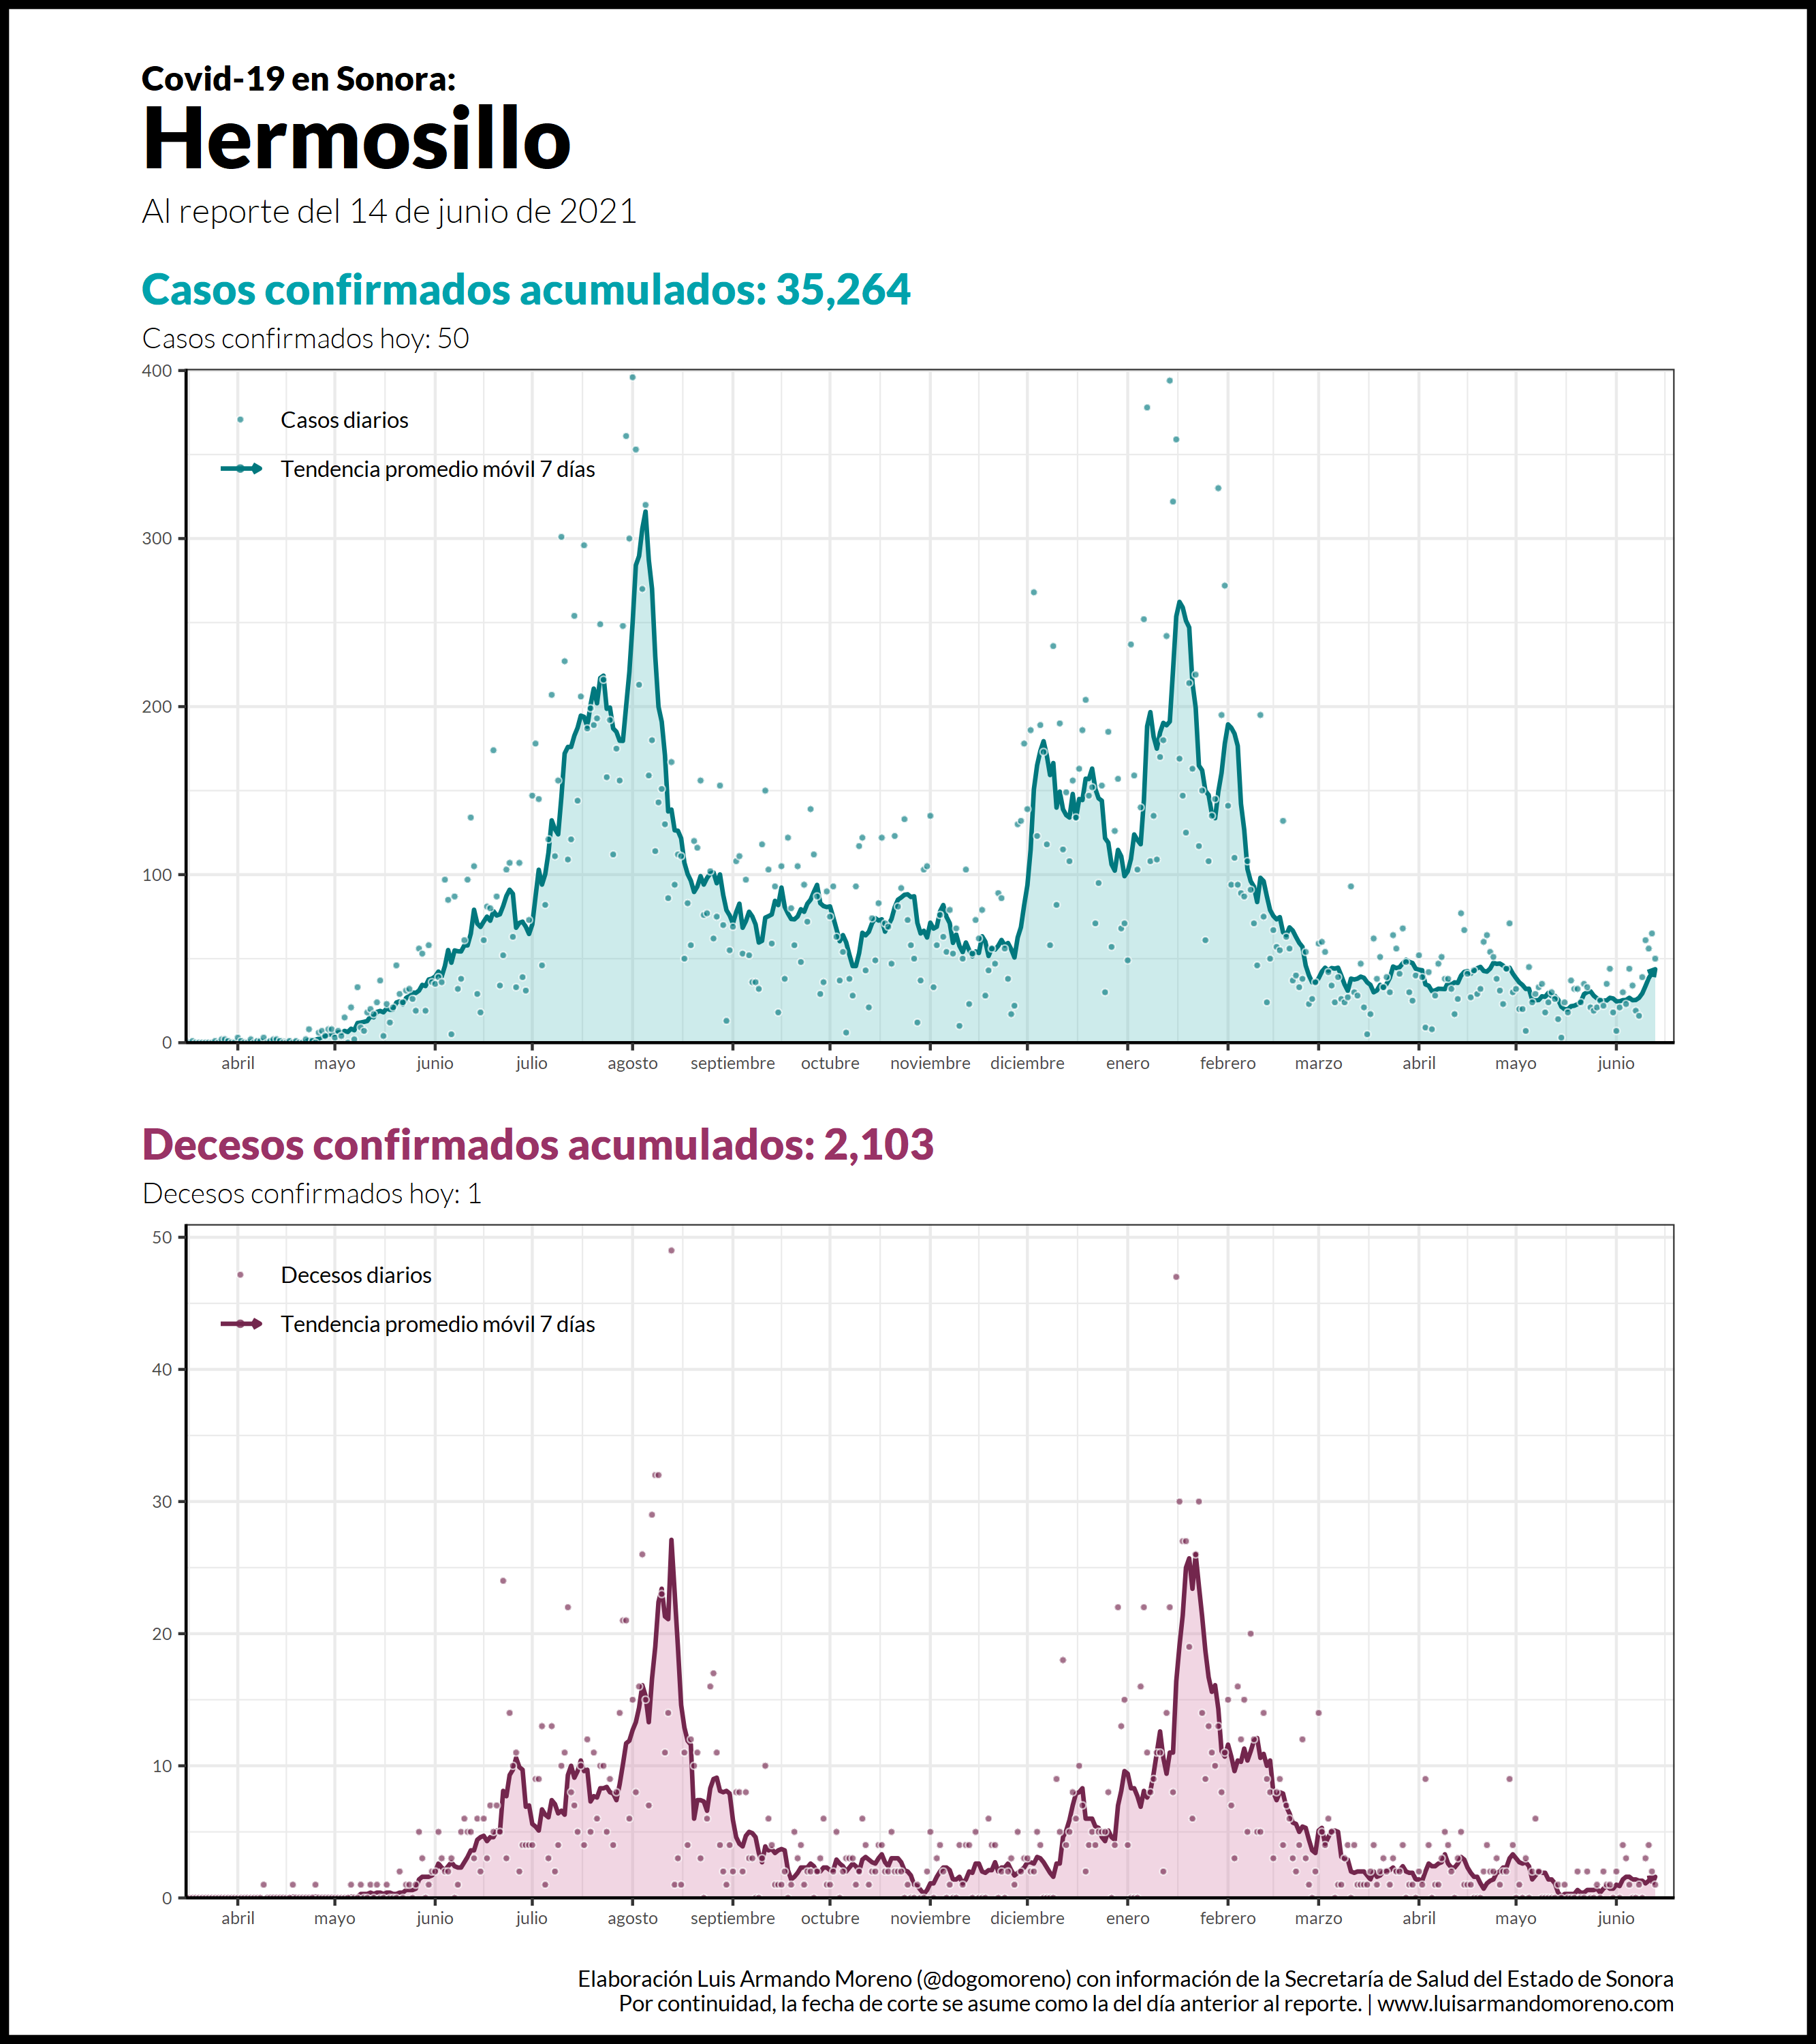 Covid-19 en Sonora:
Hermosillo
Al reporte del 14 de junio de 2021
Casos confirmados acumulados: 35,264
Casos confirmados hoy: 50
400
300
200
100
0
Casos diarios
Tendencia promedio móvil 7 días
abril mayo junio julio agosto septiembre octubre noviembre diciembre enero febrero marzo abril mayo junio
Decesos confirmados acumulados: 2,103
Decesos confirmados hoy: 1
50
40
30
20
10
0
Decesos diarios
Tendencia promedio móvil 7 días
abril mayo junio julio agosto septiembre octubre noviembre diciembre enero febrero marzo abril mayo junio
Elaboración Luis Armando Moreno (@dogomoreno) con información de la Secretaría de Salud del Estado de Sonora
Por continuidad, la fecha de corte se asume como la del día anterior al reporte. | www.luisarmandomoreno.com